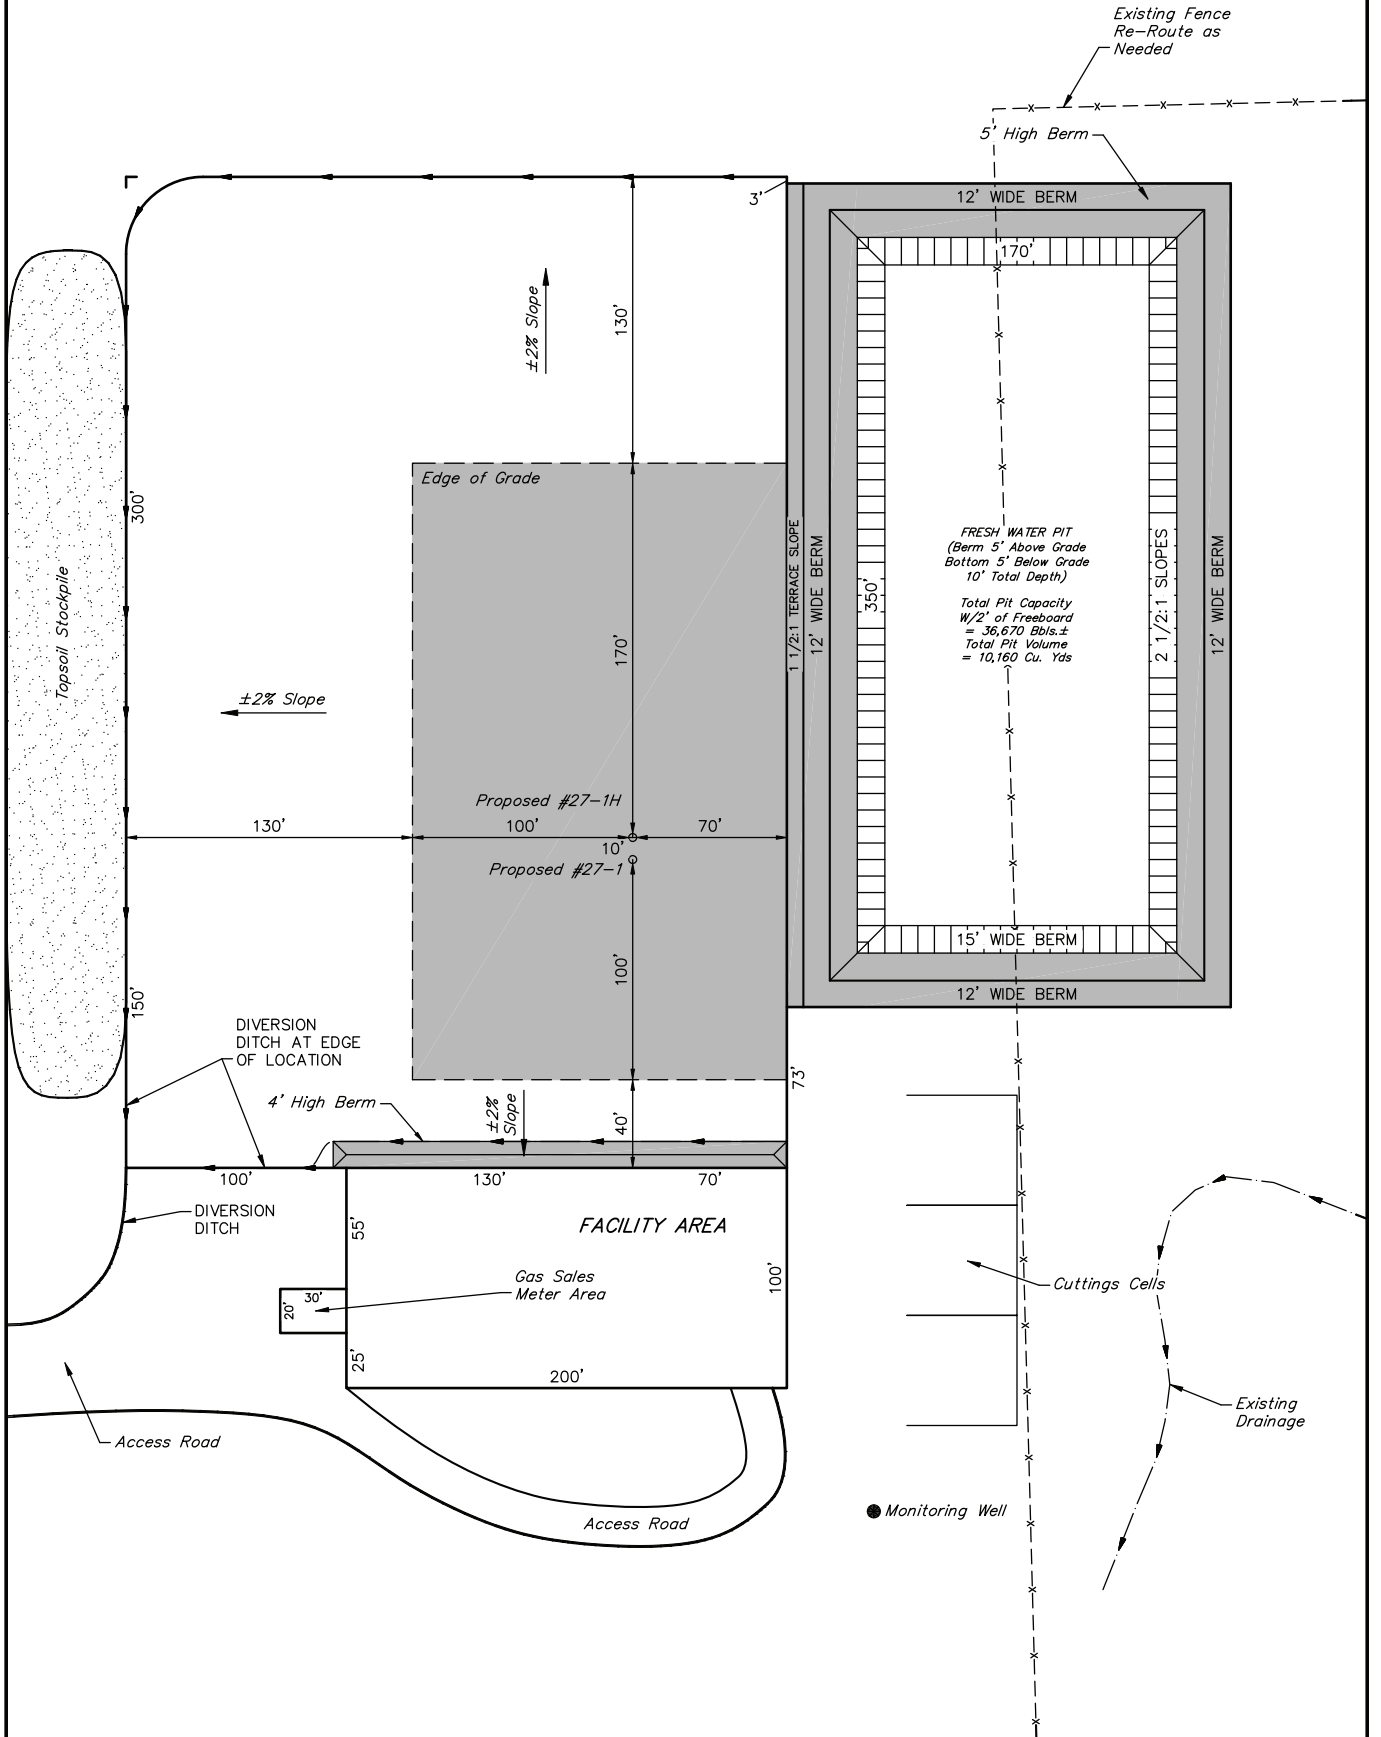 Existing Fence
Re-Route as
Needed
5' High Berm
3'
12' WIDE BERM
170'
±2% Slope
130'
Edge of Grade
300'
Topsoil Stockpile
170'
1 1/2:1 TERRACE SLOPE
12' WIDE BERM
350'
FRESH WATER PIT
(Berm 5' Above Grade
Bottom 5' Below Grade
10' Total Depth)
Total Pit Capacity
W/2' of Freeboard
= 36,670 Bbls.±
Total Pit Volume
= 10,160 Cu. Yds
2 1/2:1 SLOPES
12' WIDE BERM
±2% Slope
Proposed #27-1H
130'
100'
70'
10'
Proposed #27-1
100'
15' WIDE BERM
12' WIDE BERM
150'
DIVERSION
DITCH AT EDGE
OF LOCATION
73'
4' High Berm
±2%
Slope
40'
100'
130'
70'
DIVERSION
DITCH
55'
FACILITY AREA
100'
Gas Sales
Meter Area
30'
20'
Cuttings Cells
25'
200'
Existing
Drainage
Access Road
Monitoring Well
Access Road